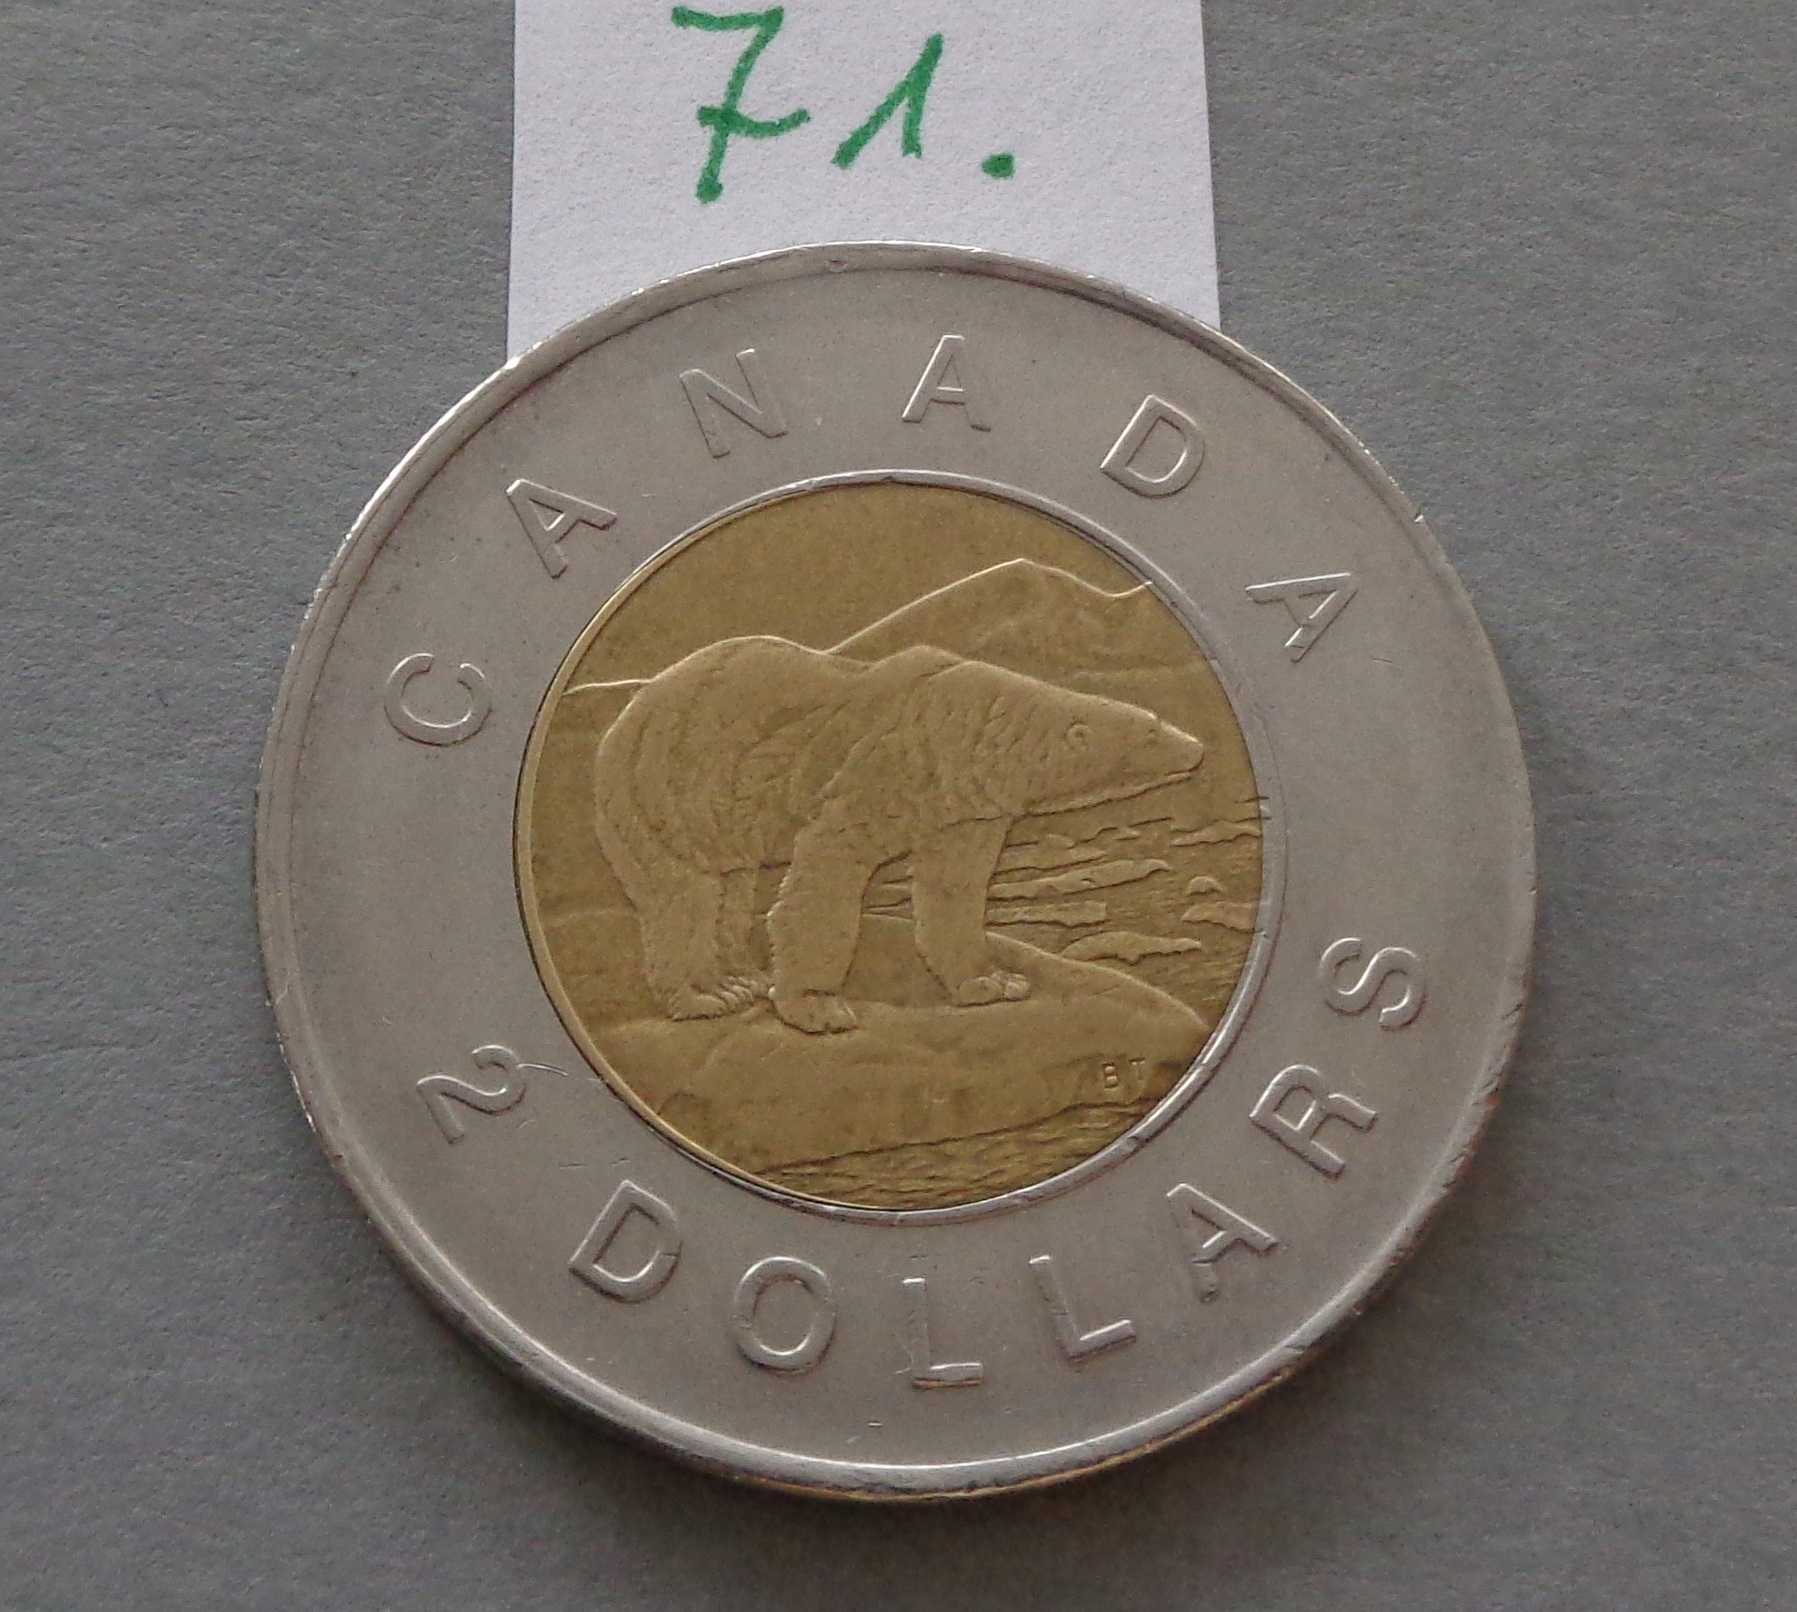 71.
CANADA
BT
2 DOLLARS